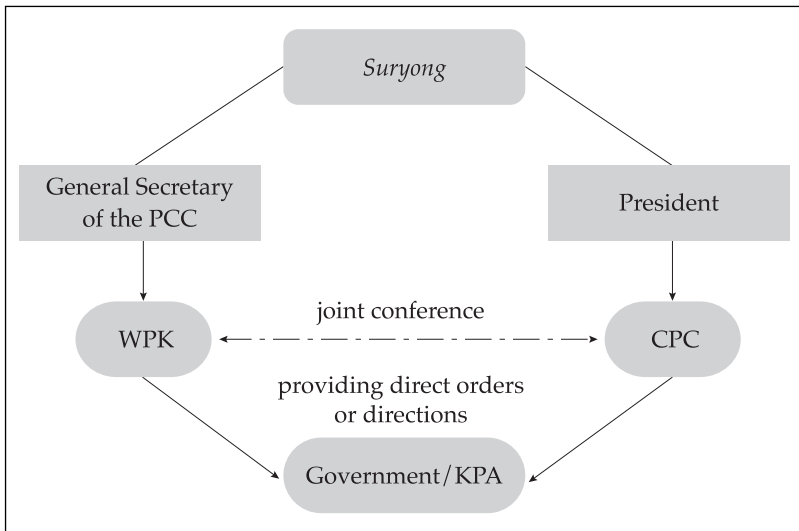 Suryong
General Secretary
of the PCC
President
joint conference
WPK
CPC
providing direct orders
or directions
Government/KPA